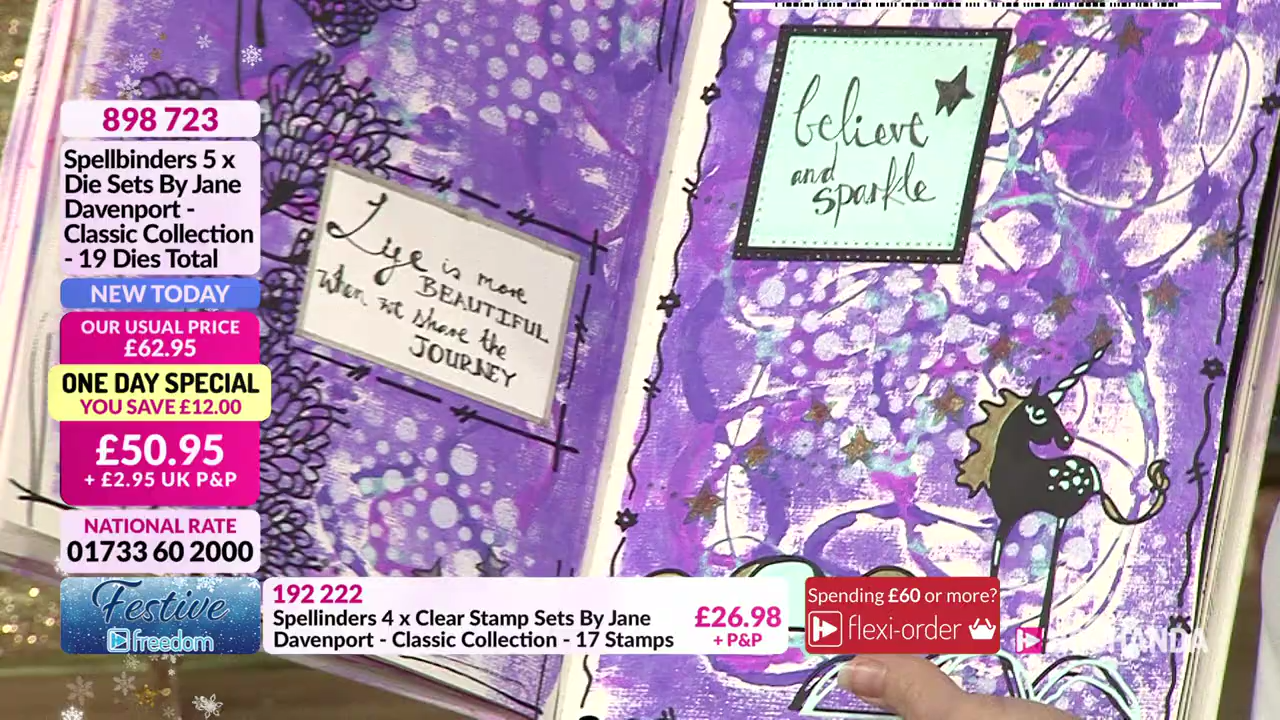 898 723
Spellbinders 5 x
Die Sets By Jane
Davenport -
Classic Collection
- 19 Dies Total
NEW TODAY
OUR USUAL PRICE
£62.95
ONE DAY SPECIAL
YOU SAVE £12.00
£50.95
+ £2.95 UK P&P
NATIONAL RATE
01733 60 2000
Festive
freedom
192 222
Spellinders 4 x Clear Stamp Sets By Jane
Davenport - Classic Collection - 17 Stamps
£26.98
+ P&P
Spending £60 or more?
flexi-order
Life is more
BEAUTIFUL
when we share the
JOURNEY
believe
and
sparkle